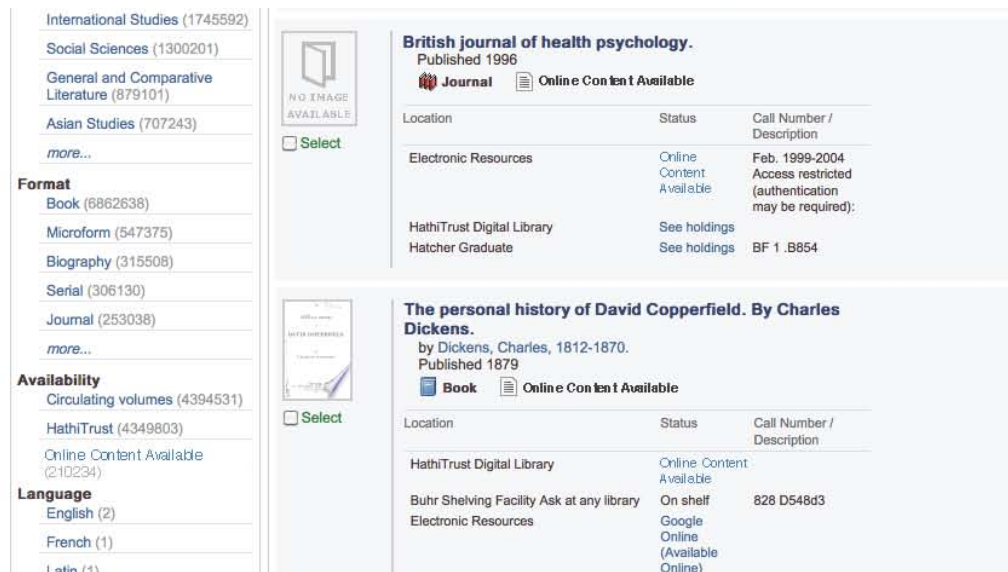 International Studies (1745592)
Social Sciences (1300201)
General and Comparative
Literature (879101)
Asian Studies (707243)
more...
Format
Book (6862638)
Microform (547375)
Biography (315508)
Serial (306130)
Journal (253038)
more...
Availability
Circulating volumes (4394531)
HathiTrust (4349803)
Online Content Available
(210234)
Language
English (2)
French (1)
Latin (1)
NO IMAGE
AVAILABLE
Select
British journal of health psychology.
Published 1996
Journal Online Content Available
Location Status Call Number /
Description
Electronic Resources Online Feb. 1999-2004
Content Access restricted
Available (authentication
may be required):
HathiTrust Digital Library See holdings
Hatcher Graduate See holdings BF 1 .B854
DAVID COPPERFIELD
Select
The personal history of David Copperfield. By Charles
Dickens.
by Dickens, Charles, 1812-1870.
Published 1879
Book Online Content Available
Location Status Call Number /
Description
HathiTrust Digital Library Online Content
Available
Buhr Shelving Facility Ask at any library On shelf 828 D548d3
Electronic Resources Google
Online
(Available
Online)